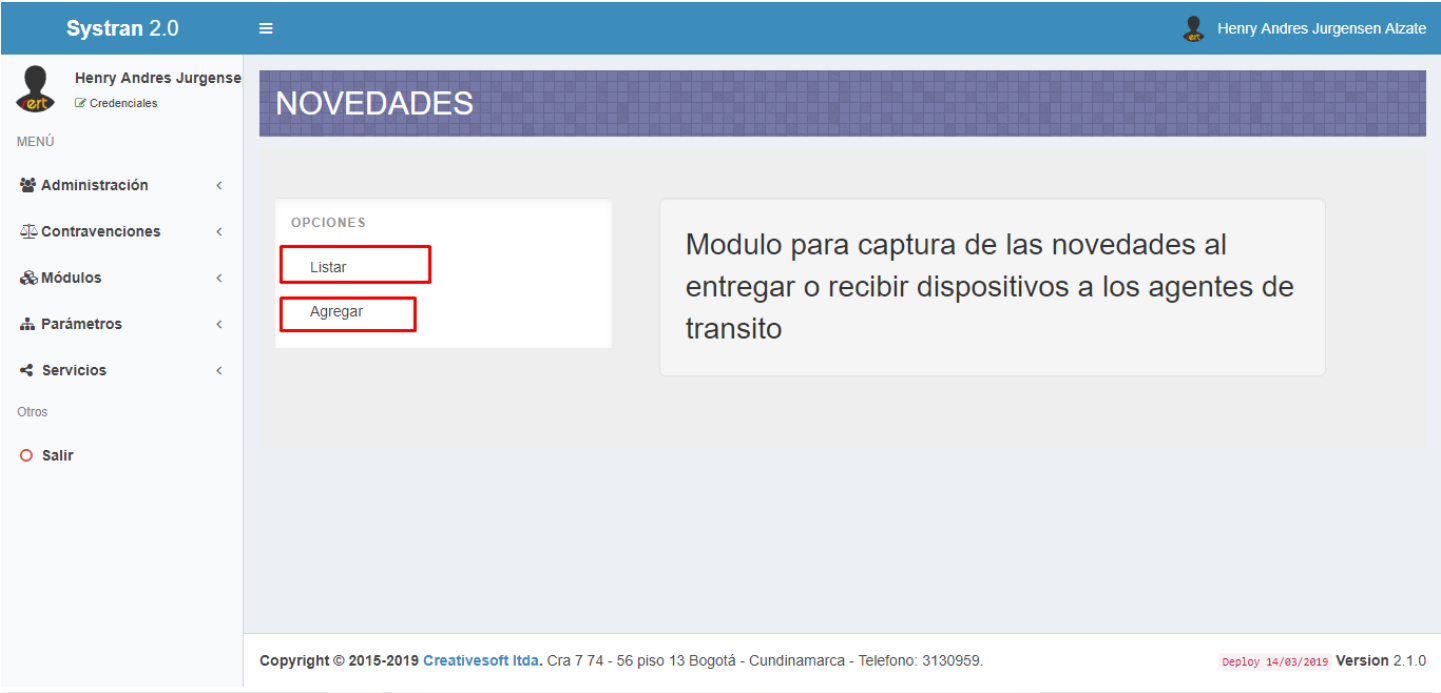 Systran 2.0
Henry Andres Jurgensen Alzate
Henry Andres Jurgense
Credenciales
ert
MENÚ
Administración
Contravenciones
Módulos
Parámetros
Servicios
Otros
Salir
NOVEDADES
OPCIONES
Listar
Agregar
Modulo para captura de las novedades al
entregar o recibir dispositivos a los agentes de
transito
Copyright © 2015-2019 Creativesoft ltda. Cra 7 74 - 56 piso 13 Bogotá - Cundinamarca - Telefono: 3130959.
Deploy 14/03/2019 Version 2.1.0